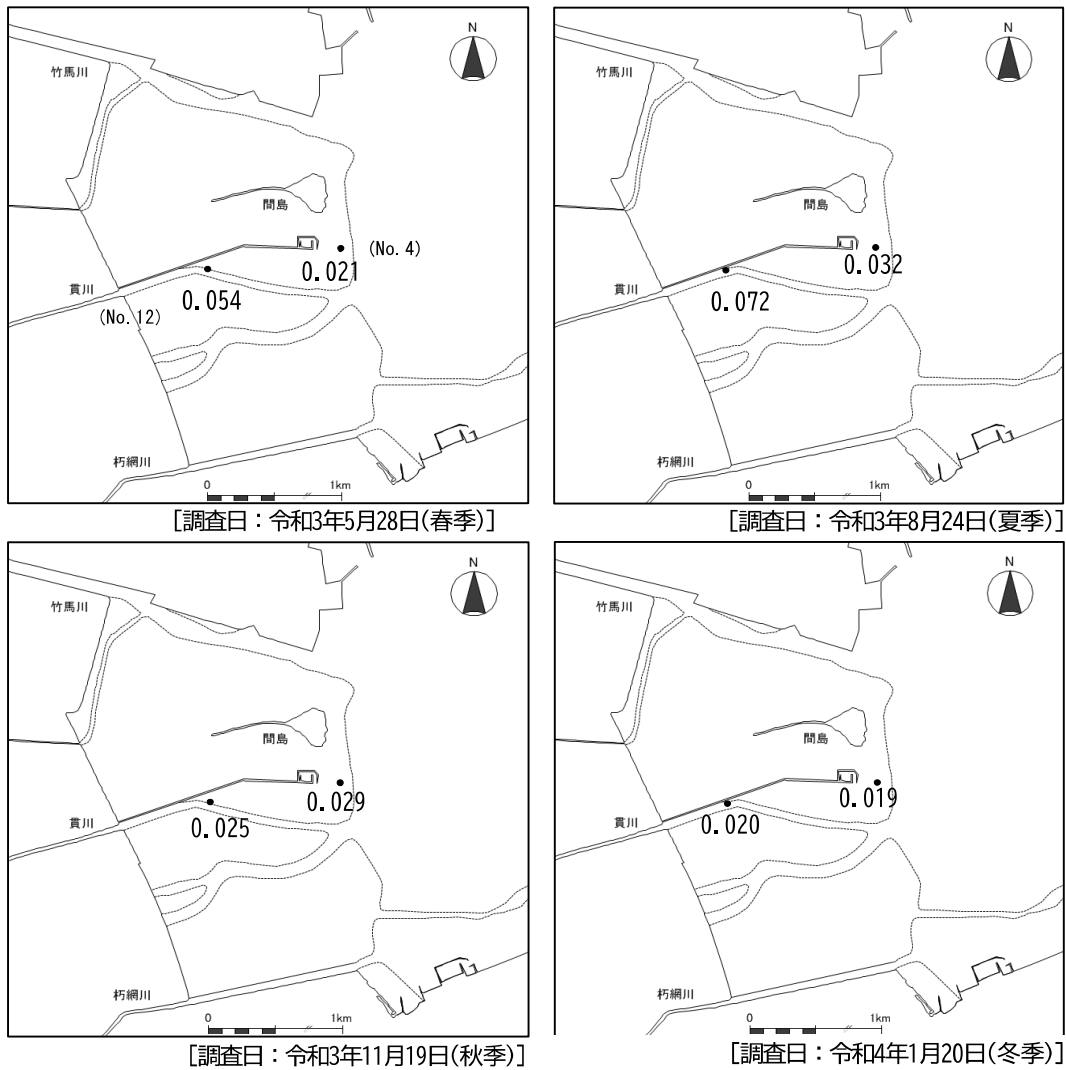 N
竹馬川
間島
(No. 4)
0.021
貫川
0.054
(No. 12)
朽網川
0 1km
[調査日：令和3年5月28日(春季)]
N
竹馬川
間島
0.032
貫川
0.072
朽網川
0 1km
[調査日：令和3年8月24日(夏季)]
N
竹馬川
間島
0.029
貫川
0.025
朽網川
0 1km
[調査日：令和3年11月19日(秋季)]
N
竹馬川
間島
0.019
貫川
0.020
朽網川
0 1km
[調査日：令和4年1月20日(冬季)]